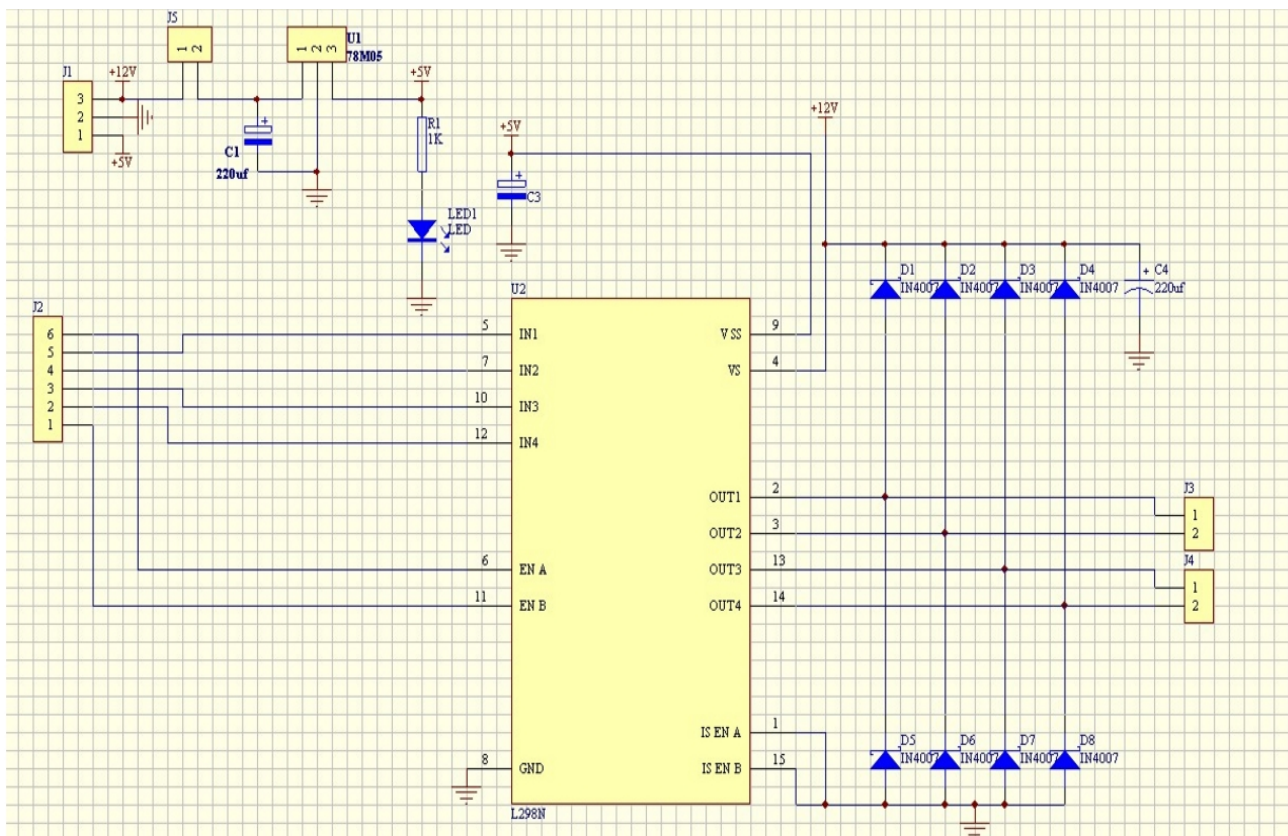 J5
1 2
U1
1 2 3
78M05
J1
+12V
3
2
1
+5V
+
C1
220uf
+5V
R1
1K
LED1
LED
+5V
+
C3
+12V
D1
IN4007
D2
IN4007
D3
IN4007
D4
IN4007
+ C4
220uf
J2
6
5
4
3
2
1
U2
5 IN1
7 IN2
10 IN3
12 IN4
6 EN A
11 EN B
8 GND
L298N
VSS 9
VS 4
OUT1 2
OUT2 3
OUT3 13
OUT4 14
IS EN A 1
IS EN B 15
J3
1
2
J4
1
2
D5
IN4007
D6
IN4007
D7
IN4007
D8
IN4007